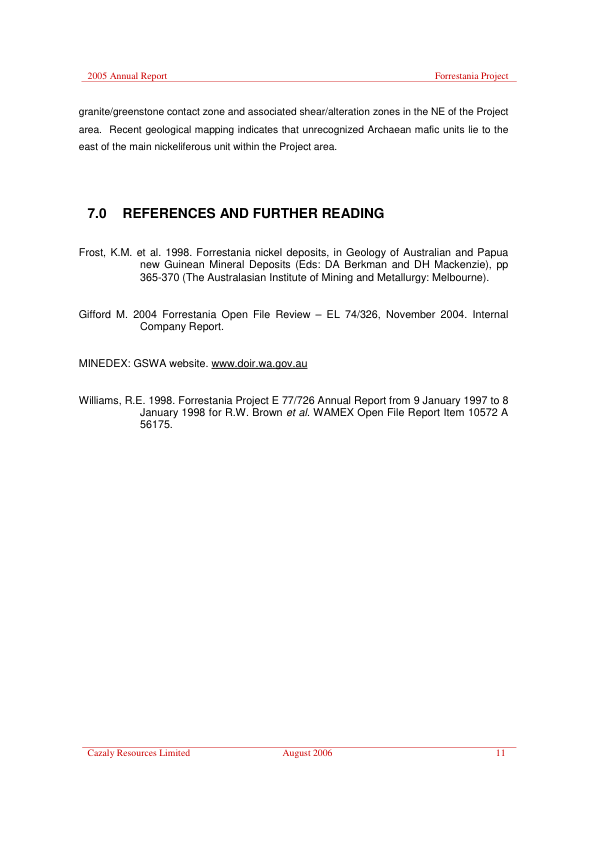 2005 Annual Report Forrestania Project
granite/greenstone contact zone and associated shear/alteration zones in the NE of the Project
area. Recent geological mapping indicates that unrecognized Archaean mafic units lie to the
east of the main nickeliferous unit within the Project area.
7.0 REFERENCES AND FURTHER READING
Frost, K.M. et al. 1998. Forrestania nickel deposits, in Geology of Australian and Papua
new Guinean Mineral Deposits (Eds: DA Berkman and DH Mackenzie), pp
365-370 (The Australasian Institute of Mining and Metallurgy: Melbourne).
Gifford M. 2004 Forrestania Open File Review – EL 74/326, November 2004. Internal
Company Report.
MINEDEX: GSWA website. www.doir.wa.gov.au
Williams, R.E. 1998. Forrestania Project E 77/726 Annual Report from 9 January 1997 to 8
January 1998 for R.W. Brown et al. WAMEX Open File Report Item 10572 A
56175.
Cazaly Resources Limited August 2006 11